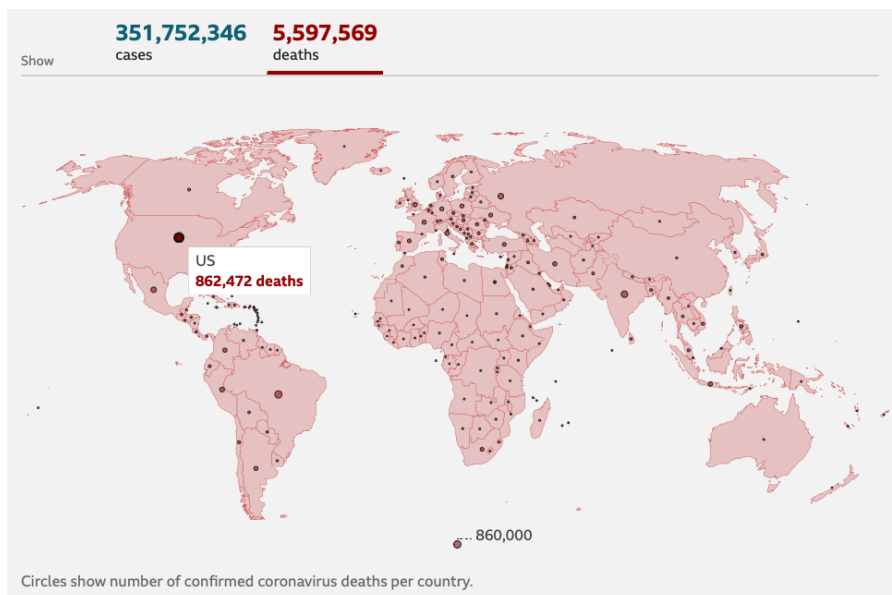 Show
351,752,346
cases
5,597,569
deaths
US
862,472 deaths
860,000
Circles show number of confirmed coronavirus deaths per country.